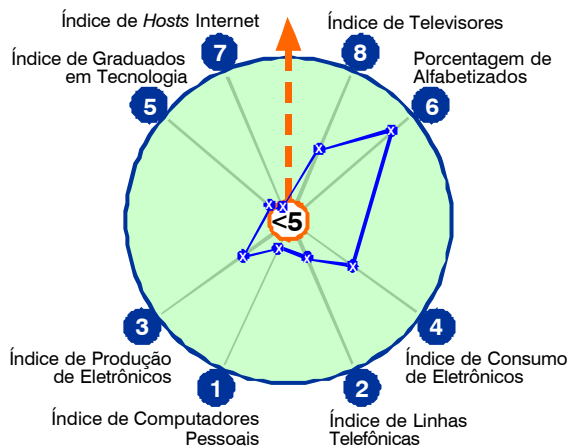 Índice de Hosts Internet
7
Índice de Televisores
8
Índice de Graduados
em Tecnologia
5
Porcentagem de
Alfabetizados
6
<5
3
Índice de Produção
de Eletrônicos
4
Índice de Consumo
de Eletrônicos
1
Índice de Computadores
Pessoais
2
Índice de Linhas
Telefônicas